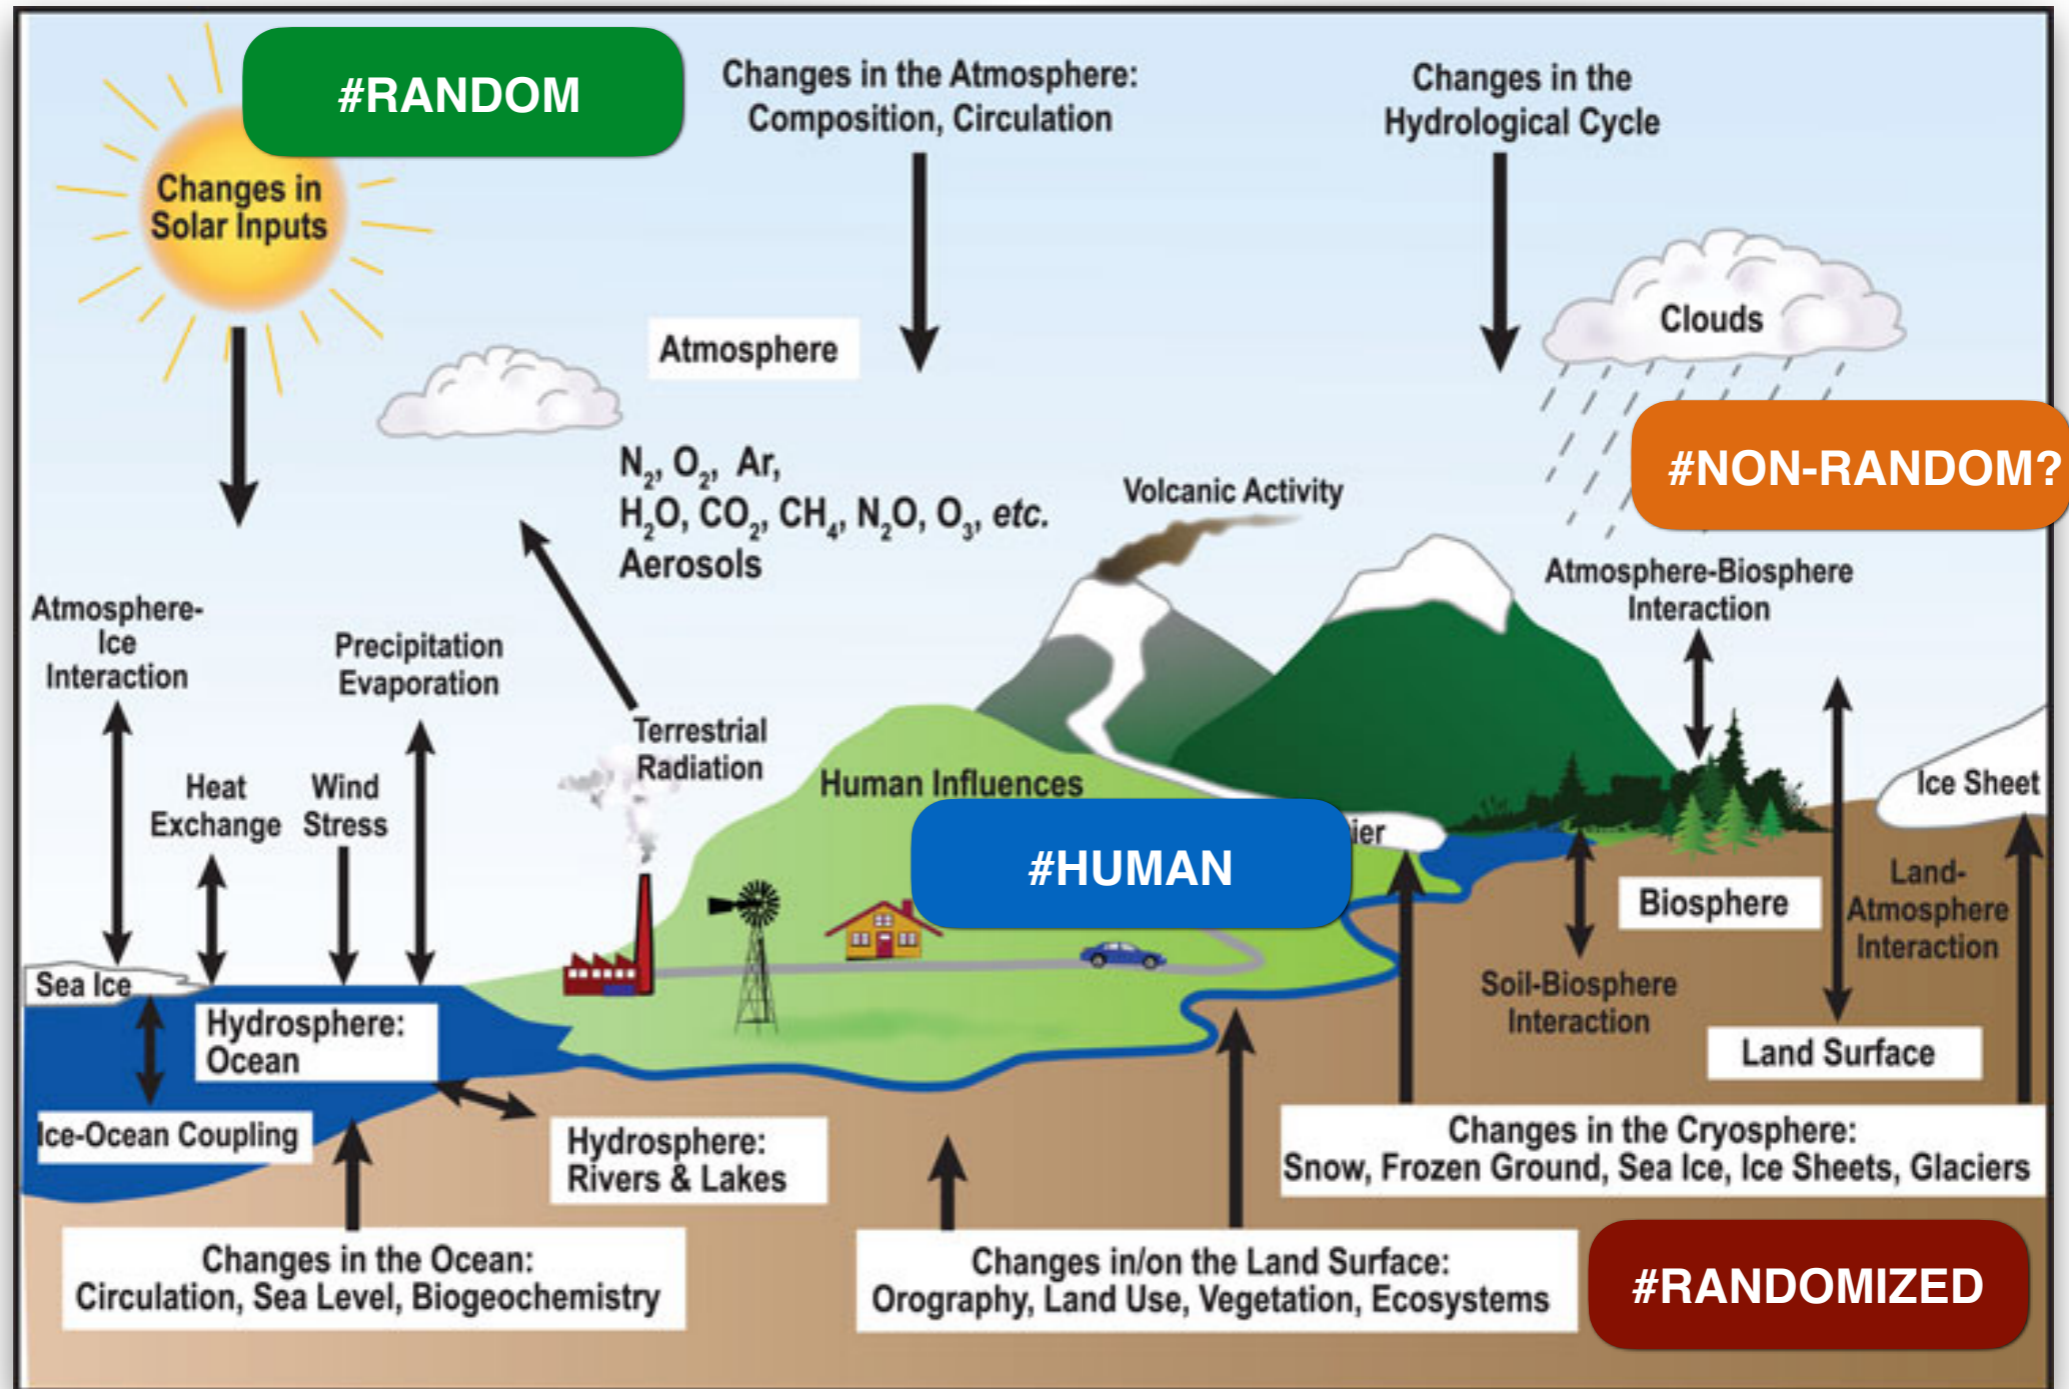 #RANDOM
Changes in the Atmosphere:
Composition, Circulation
Changes in the
Hydrological Cycle
Changes in
Solar Inputs
Clouds
Atmosphere
#NON-RANDOM?
N₂, O₂, Ar,
H₂O, CO₂, CH₄, N₂O, O₃, etc.
Aerosols
Volcanic Activity
Atmosphere-Biosphere
Interaction
Atmosphere-
Ice
Interaction
Precipitation
Evaporation
Terrestrial
Radiation
Heat
Exchange
Wind
Stress
Human Influences
#HUMAN
ier
Ice Sheet
Land-
Atmosphere
Interaction
Biosphere
Soil-Biosphere
Interaction
Sea Ice
Hydrosphere:
Ocean
Land Surface
Ice-Ocean Coupling
Hydrosphere:
Rivers & Lakes
Changes in the Cryosphere:
Snow, Frozen Ground, Sea Ice, Ice Sheets, Glaciers
Changes in the Ocean:
Circulation, Sea Level, Biogeochemistry
Changes in/on the Land Surface:
Orography, Land Use, Vegetation, Ecosystems
#RANDOMIZED